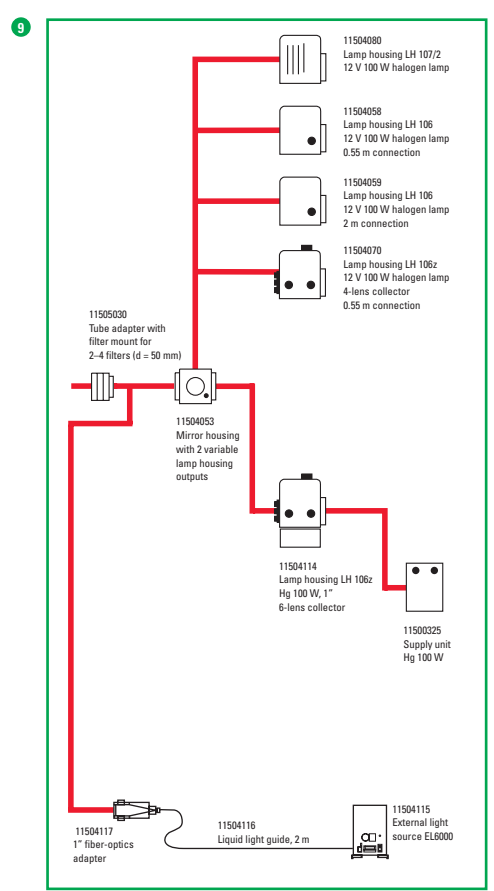 9
11504080
Lamp housing LH 107/2
12 V 100 W halogen lamp
11504058
Lamp housing LH 106
12 V 100 W halogen lamp
0.55 m connection
11504059
Lamp housing LH 106
12 V 100 W halogen lamp
2 m connection
11504070
Lamp housing LH 106z
12 V 100 W halogen lamp
4-lens collector
0.55 m connection
11505030
Tube adapter with
filter mount for
2–4 filters (d = 50 mm)
11504053
Mirror housing
with 2 variable
lamp housing
outputs
11504114
Lamp housing LH 106z
Hg 100 W, 1”
6-lens collector
11500325
Supply unit
Hg 100 W
11504117
1” fiber-optics
adapter
11504116
Liquid light guide, 2 m
11504115
External light
source EL6000